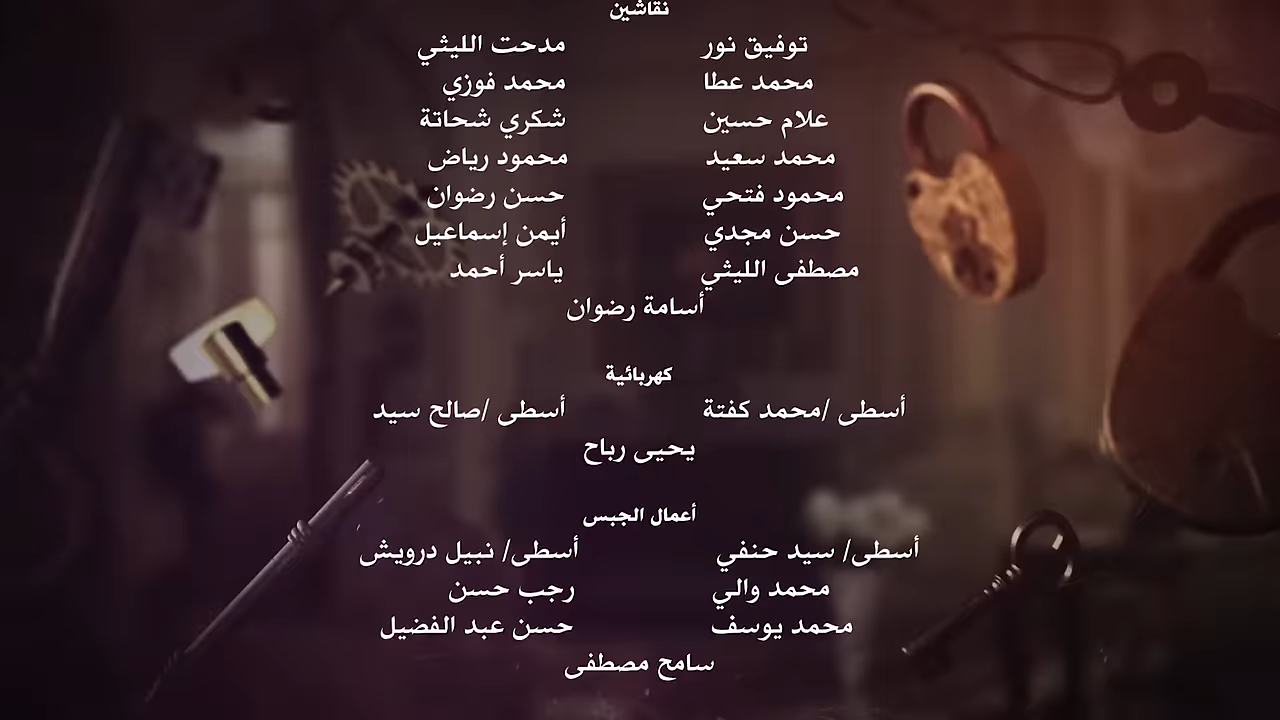 نقاشين
توفيق نور مدحت الليثي
محمد عطا محمد فوزي
علام حسين شكري شحاتة
محمد سعيد محمود رياض
محمود فتحي حسن رضوان
حسن مجدي أيمن إسماعيل
مصطفى الليثي ياسر أحمد
أسامة رضوان
كهربائية
أسطى /محمد كفتة أسطى /صالح سيد
يحيى رباح
أعمال الجبس
أسطى/ سيد حنفي أسطى/ نبيل درويش
محمد والي رجب حسن
محمد يوسف حسن عبد الفضيل
سامح مصطفى